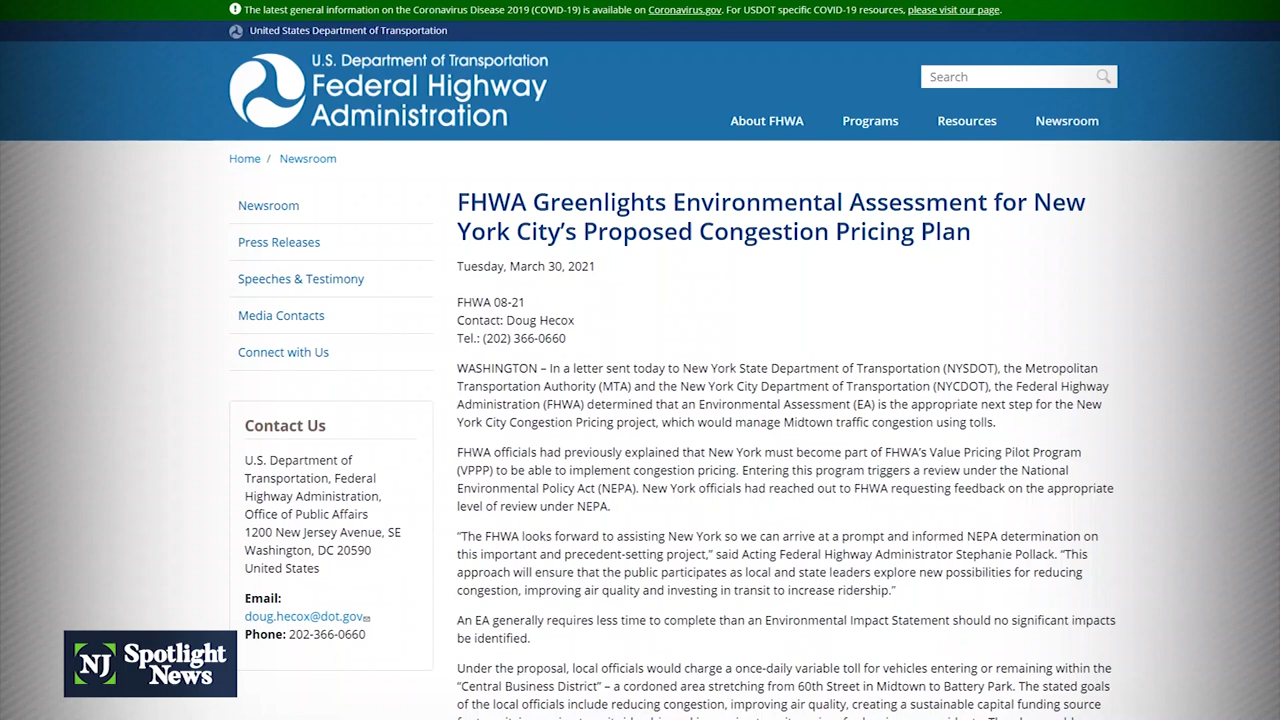 The latest general information on the Coronavirus Disease 2019 (COVID-19) is available on Coronavirus.gov. For USDOT specific COVID-19 resources, please visit our page.
United States Department of Transportation
U.S. Department of Transportation
Federal Highway
Administration
Search
About FHWA
Programs
Resources
Newsroom
Home / Newsroom
Newsroom
Press Releases
Speeches & Testimony
Media Contacts
Connect with Us
Contact Us
U.S. Department of
Transportation, Federal
Highway Administration,
Office of Public Affairs
1200 New Jersey Avenue, SE
Washington, DC 20590
United States
Email:
doug.hecox@dot.gov
Phone: 202-366-0660
FHWA Greenlights Environmental Assessment for New
York City’s Proposed Congestion Pricing Plan
Tuesday, March 30, 2021
FHWA 08-21
Contact: Doug Hecox
Tel.: (202) 366-0660
WASHINGTON – In a letter sent today to New York State Department of Transportation (NYSDOT), the Metropolitan
Transportation Authority (MTA) and the New York City Department of Transportation (NYCDOT), the Federal Highway
Administration (FHWA) determined that an Environmental Assessment (EA) is the appropriate next step for the New
York City Congestion Pricing project, which would manage Midtown traffic congestion using tolls.
FHWA officials had previously explained that New York must become part of FHWA’s Value Pricing Pilot Program
(VPPP) to be able to implement congestion pricing. Entering this program triggers a review under the National
Environmental Policy Act (NEPA). New York officials had reached out to FHWA requesting feedback on the appropriate
level of review under NEPA.
“The FHWA looks forward to assisting New York so we can arrive at a prompt and informed NEPA determination on
this important and precedent-setting project,” said Acting Federal Highway Administrator Stephanie Pollack. “This
approach will ensure that the public participates as local and state leaders explore new possibilities for reducing
congestion, improving air quality and investing in transit to increase ridership.”
An EA generally requires less time to complete than an Environmental Impact Statement should no significant impacts
be identified.
Under the proposal, local officials would charge a once-daily variable toll for vehicles entering or remaining within the
“Central Business District” – a cordoned area stretching from 60th Street in Midtown to Battery Park. The stated goals
of the local officials include reducing congestion, improving air quality, creating a sustainable capital funding source
NJ Spotlight
News